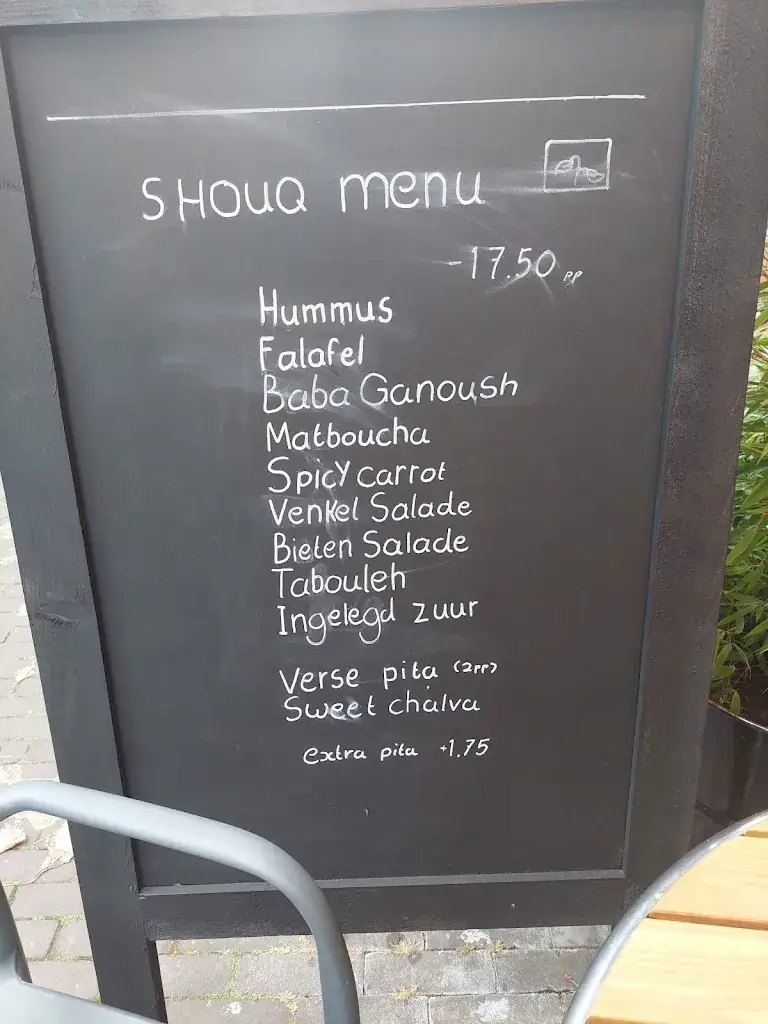 SHOUQ menu
-17.50 pp
Hummus
Falafel
Baba Ganoush
Matboucha
Spicy carrot
Venkel Salade
Bieten Salade
Tabouleh
Ingelegd zuur
Verse pita (2pp)
Sweet chalva
extra pita +1.75